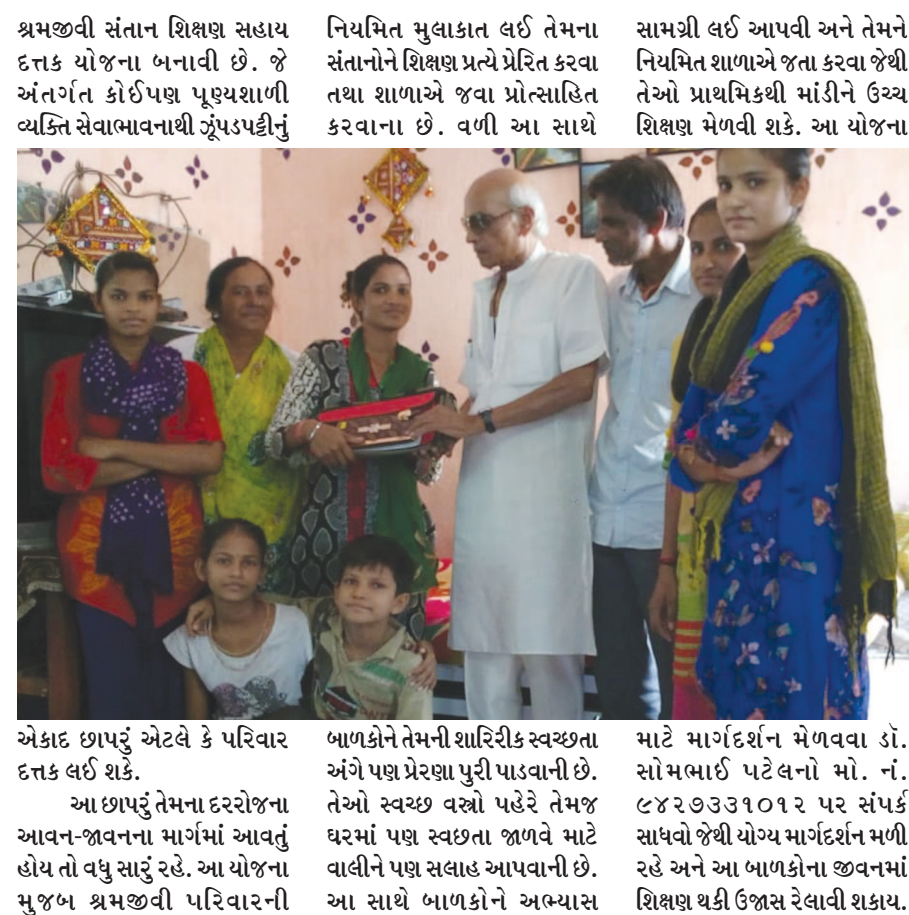 શ્રમજીવી સંતાન શિક્ષણ સહાય
દત્તક યોજના બનાવી છે. જે
અંતર્ગત કોઈપણ પૂણ્યશાળી
વ્યક્તિ સેવાભાવનાથી ઝૂંપડપટ્ટીનું
એકાદ છાપરું એટલે કે પરિવાર
દત્તક લઈ શકે.
આ છાપરું તેમના દરરોજના
આવન-જાવનના માર્ગમાં આવતું
હોય તો વધુ સારું રહે. આ યોજના
મુજબ શ્રમજીવી પરિવારની
નિયમિત મુલાકાત લઈ તેમના
સંતાનોને શિક્ષણ પ્રત્યે પ્રેરિત કરવા
તથા શાળાએ જવા પ્રોત્સાહિત
કરવાના છે. વળી આ સાથે
બાળકોને તેમની શારિરીક સ્વચ્છતા
અંગે પણ પ્રેરણા પુરી પાડવાની છે.
તેઓ સ્વચ્છ વસ્ત્રો પહેરે તેમજ
ઘરમાં પણ સ્વછતા જાળવે માટે
વાલીને પણ સલાહ આપવાની છે.
આ સાથે બાળકોને અભ્યાસ
સામગ્રી લઈ આપવી અને તેમને
નિયમિત શાળાએ જતા કરવા જેથી
તેઓ પ્રાથમિકથી માંડીને ઉચ્ચ
શિક્ષણ મેળવી શકે. આ યોજના
માટે માર્ગદર્શન મેળવવા ડૉ.
સોમભાઈ પટેલનો મો. નં.
૯૪૨૭૩૩૧૦૧૨ પર સંપર્ક
સાધવો જેથી યોગ્ય માર્ગદર્શન મળી
રહે અને આ બાળકોના જીવનમાં
શિક્ષણ થકી ઉજાસ રેલાવી શકાય.